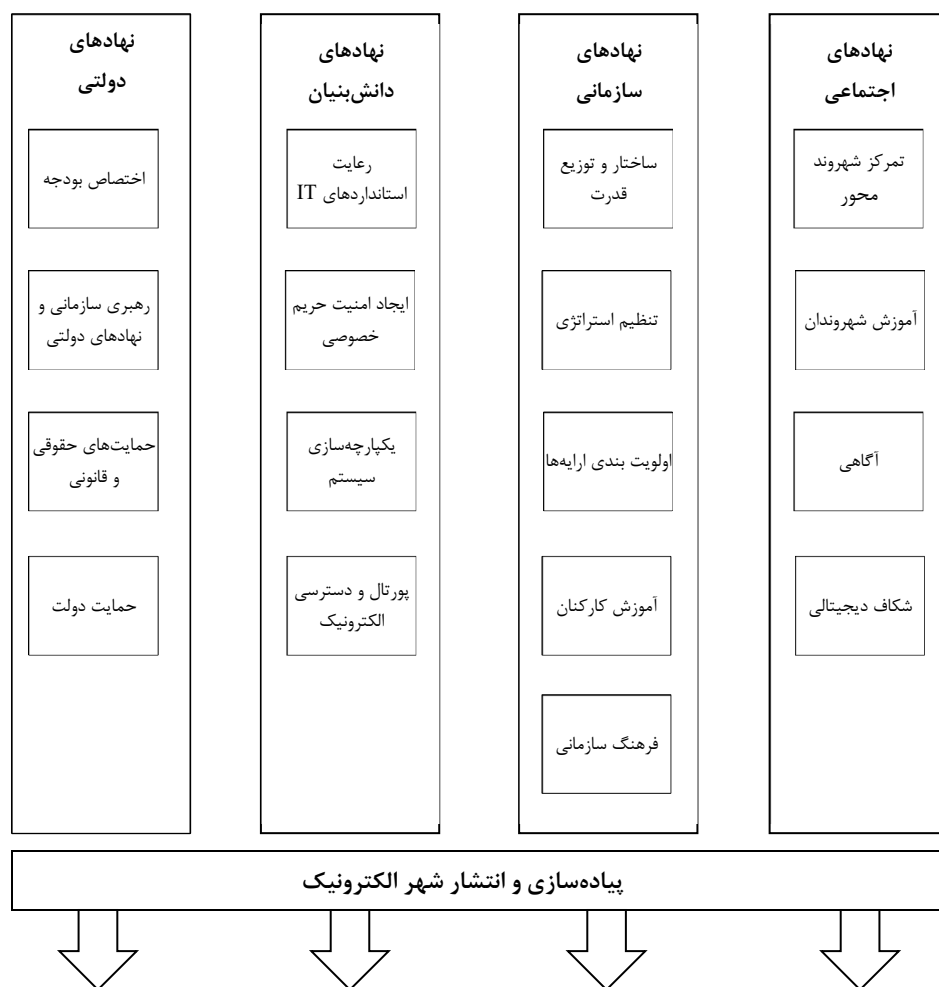 نهادهای
اجتماعی
تمرکز شهروند
محور
آموزش شهروندان
آگاهی
شکاف دیجیتالی
نهادهای
سازمانی
ساختار و توزیع
قدرت
تنظیم استراتژی
اولویت بندی ارایه‌ها
آموزش کارکنان
فرهنگ سازمانی
نهادهای
دانش‌بنیان
رعایت
استانداردهای IT
ایجاد امنیت حریم
خصوصی
یکپارچه‌سازی
سیستم
پورتال و دسترسی
الکترونیک
نهادهای
دولتی
اختصاص بودجه
رهبری سازمانی و
نهادهای دولتی
حمایت‌های حقوقی
و قانونی
حمایت دولت
پیاده‌سازی و انتشار شهر الکترونیک